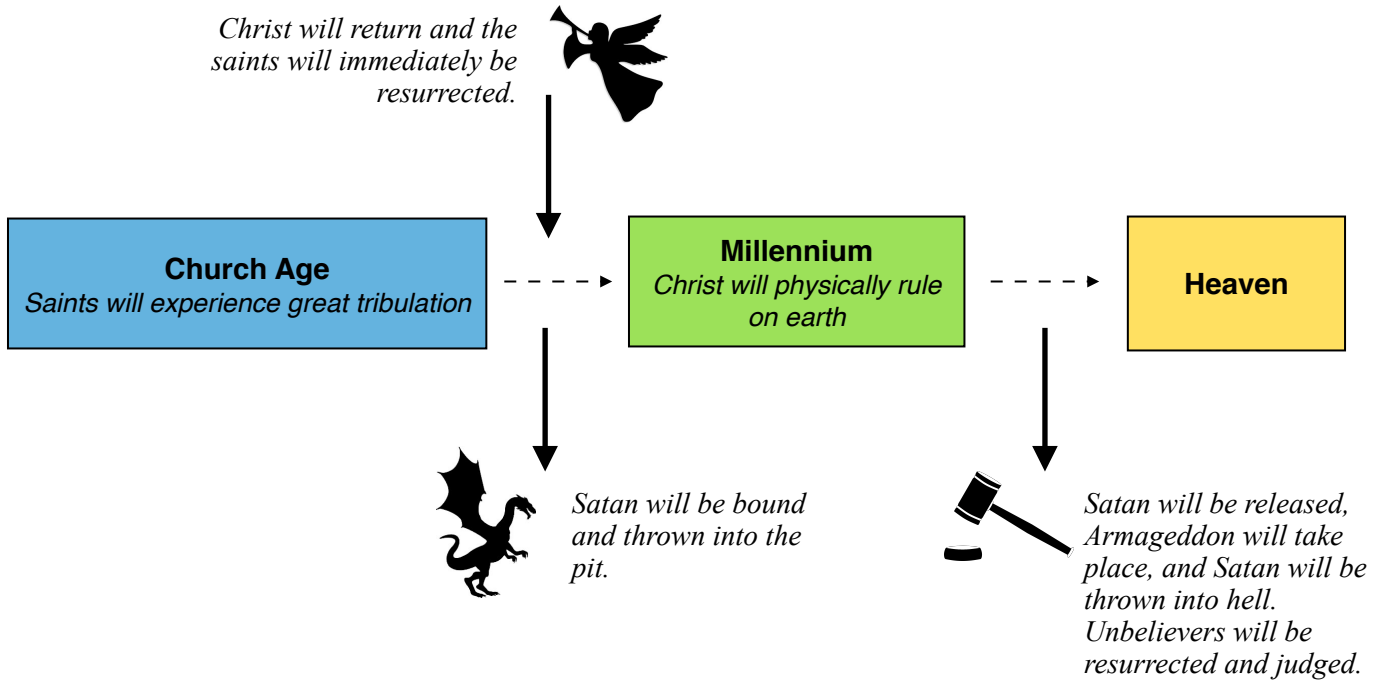 Christ will return and the
saints will immediately be
resurrected.
Church Age
Saints will experience great tribulation
Millennium
Christ will physically rule
on earth
Heaven
Satan will be bound
and thrown into the
pit.
Satan will be released,
Armageddon will take
place, and Satan will be
thrown into hell.
Unbelievers will be
resurrected and judged.